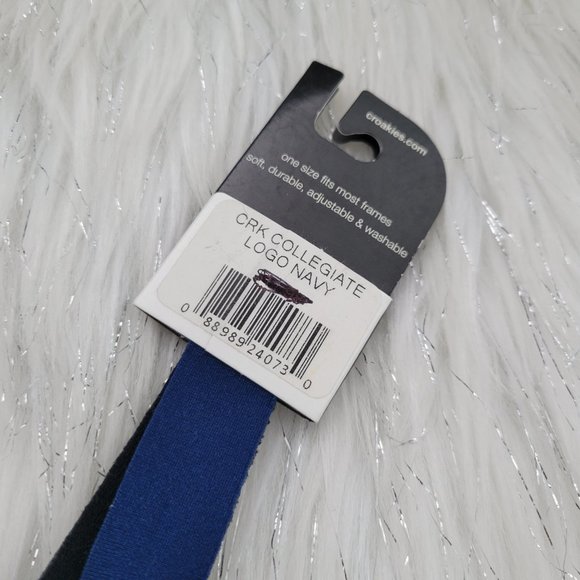 croakies.com
one size fits most frames
soft, durable, adjustable & washable
CRK COLLEGIATE
LOGO NAVY
0 88989 24073 0